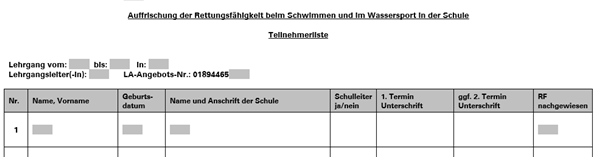 Auffrischung der Rettungsfähigkeit beim Schwimmen und im Wassersport in der Schule
Teilnehmerliste
Lehrgang vom: bis: in:
Lehrgangsleiter(-in): LA-Angebots-Nr.: 01894465
Nr. Name, Vorname Geburts-datum Name und Anschrift der Schule Schulleiter ja/nein 1. Termin Unterschrift ggf. 2. Termin Unterschrift RF nachgewiesen
1